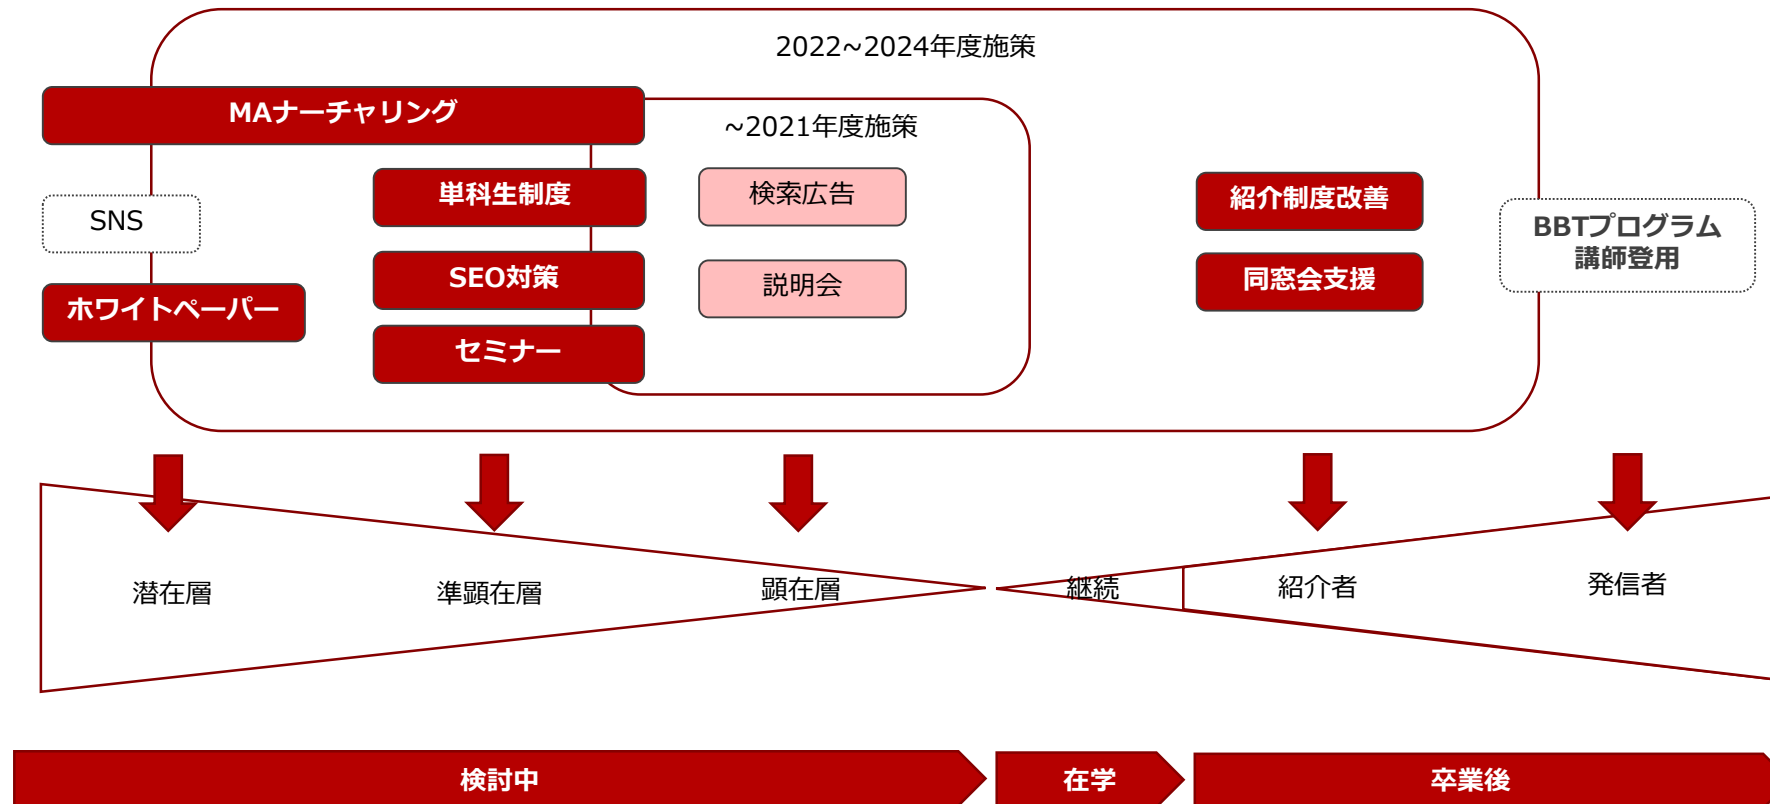 2022~2024年度施策
MAナーチャリング
~2021年度施策
単科生制度
検索広告
紹介制度改善
SNS
BBTプログラム
講師登用
SEO対策
説明会
同窓会支援
ホワイトペーパー
セミナー
潜在層
準顕在層
顕在層
継続
紹介者
発信者
検討中
在学
卒業後